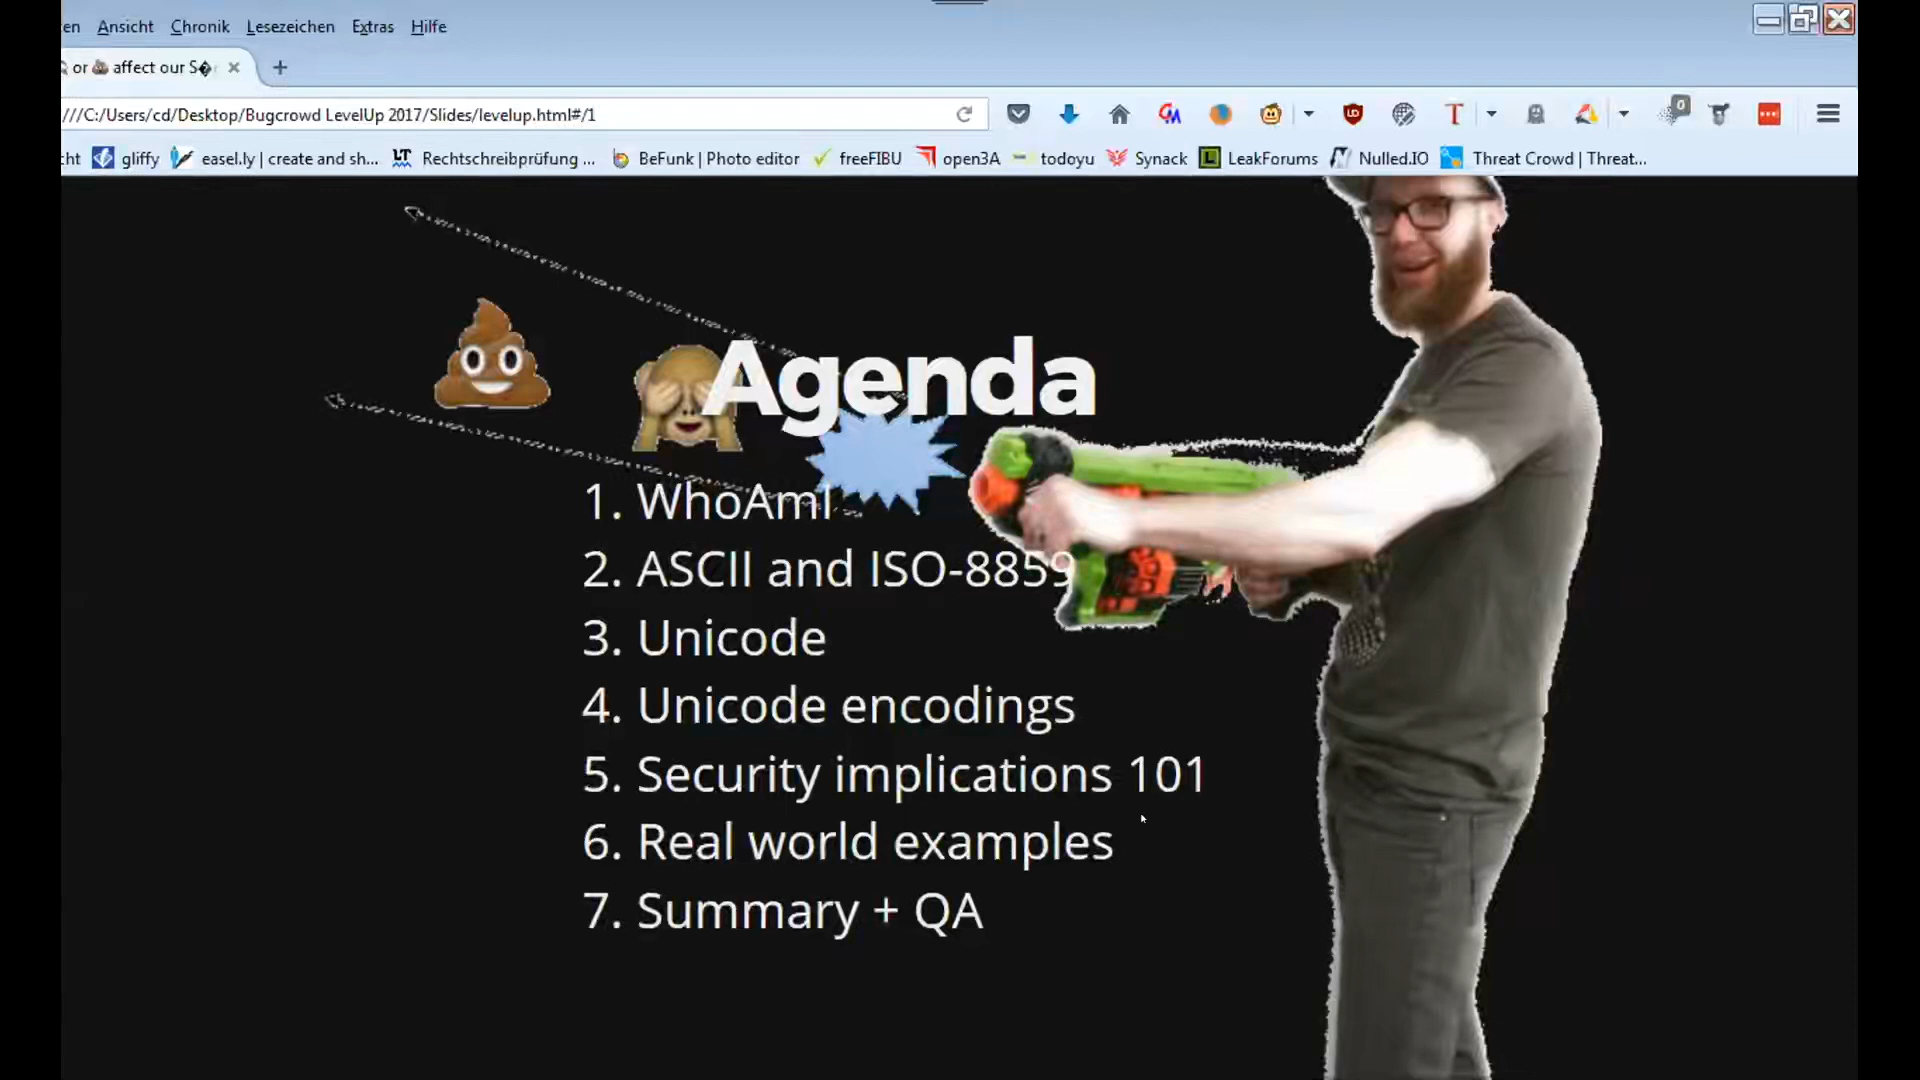 en Ansicht Chronik Lesezeichen Extras Hilfe
or 💩 affect our S�
///C:/Users/cd/Desktop/Bugcrowd LevelUp 2017/Slides/levelup.html#/1
0
cht gliffy easel.ly | create and sh... LT Rechtschreibprüfung ... BeFunk | Photo editor freeFIBU open3A todoyu Synack LeakForums Nulled.IO Threat Crowd | Threat...
Agenda
1. WhoAmI
2. ASCII and ISO-8859
3. Unicode
4. Unicode encodings
5. Security implications 101
6. Real world examples
7. Summary + QA